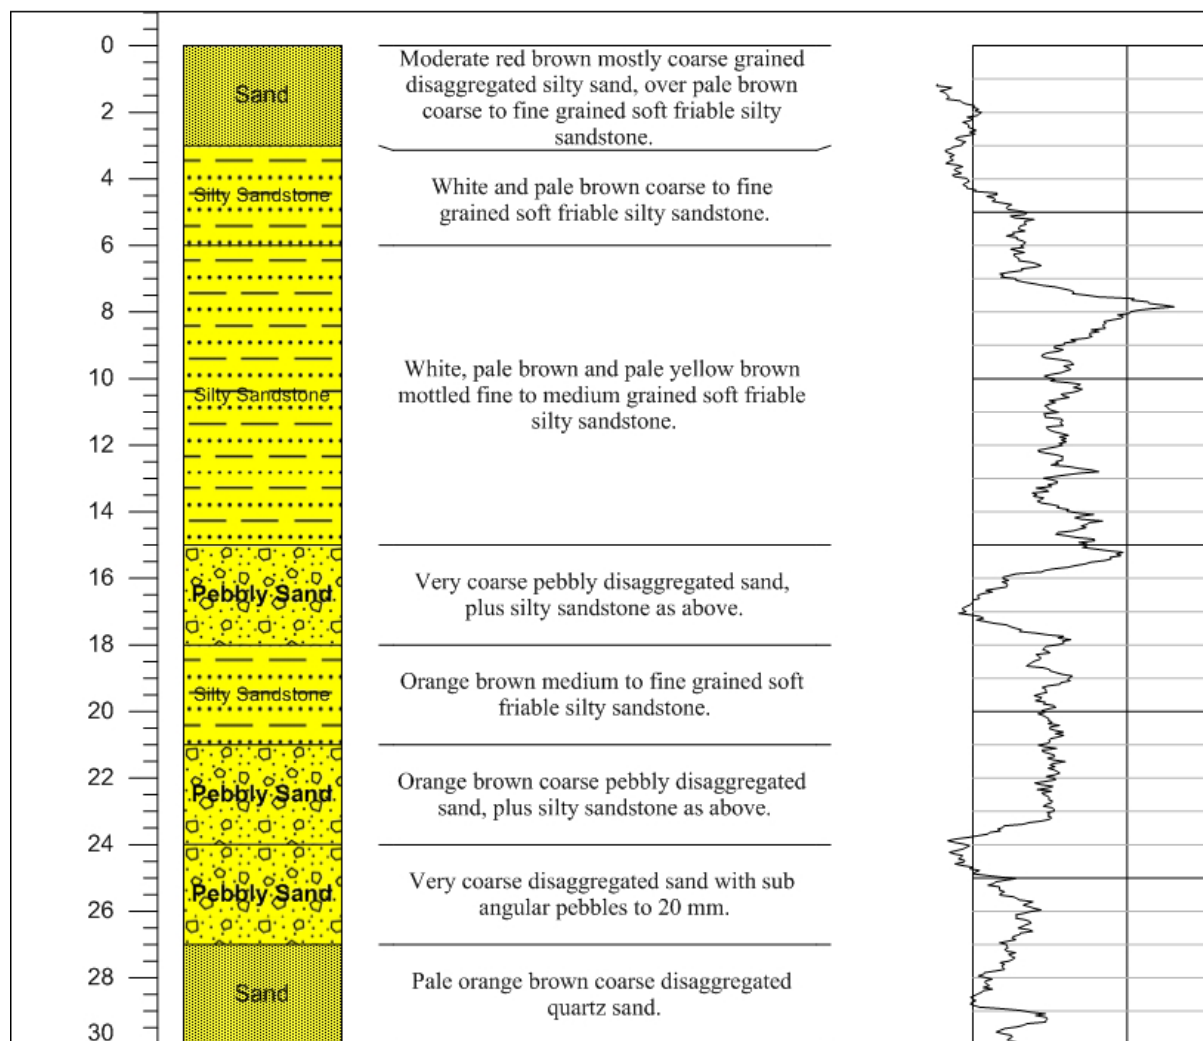 0
Sand
Moderate red brown mostly coarse grained
disaggregated silty sand, over pale brown
coarse to fine grained soft friable silty
sandstone.
2
4
Silty Sandstone
White and pale brown coarse to fine
grained soft friable silty sandstone.
6
8
10
Silty Sandstone
White, pale brown and pale yellow brown
mottled fine to medium grained soft friable
silty sandstone.
12
14
16
Pebbly Sand
Very coarse pebbly disaggregated sand,
plus silty sandstone as above.
18
Silty Sandstone
Orange brown medium to fine grained soft
friable silty sandstone.
20
22
Pebbly Sand
Orange brown coarse pebbly disaggregated
sand, plus silty sandstone as above.
24
Pebbly Sand
Very coarse disaggregated sand with sub
angular pebbles to 20 mm.
26
28
Sand
Pale orange brown coarse disaggregated
quartz sand.
30